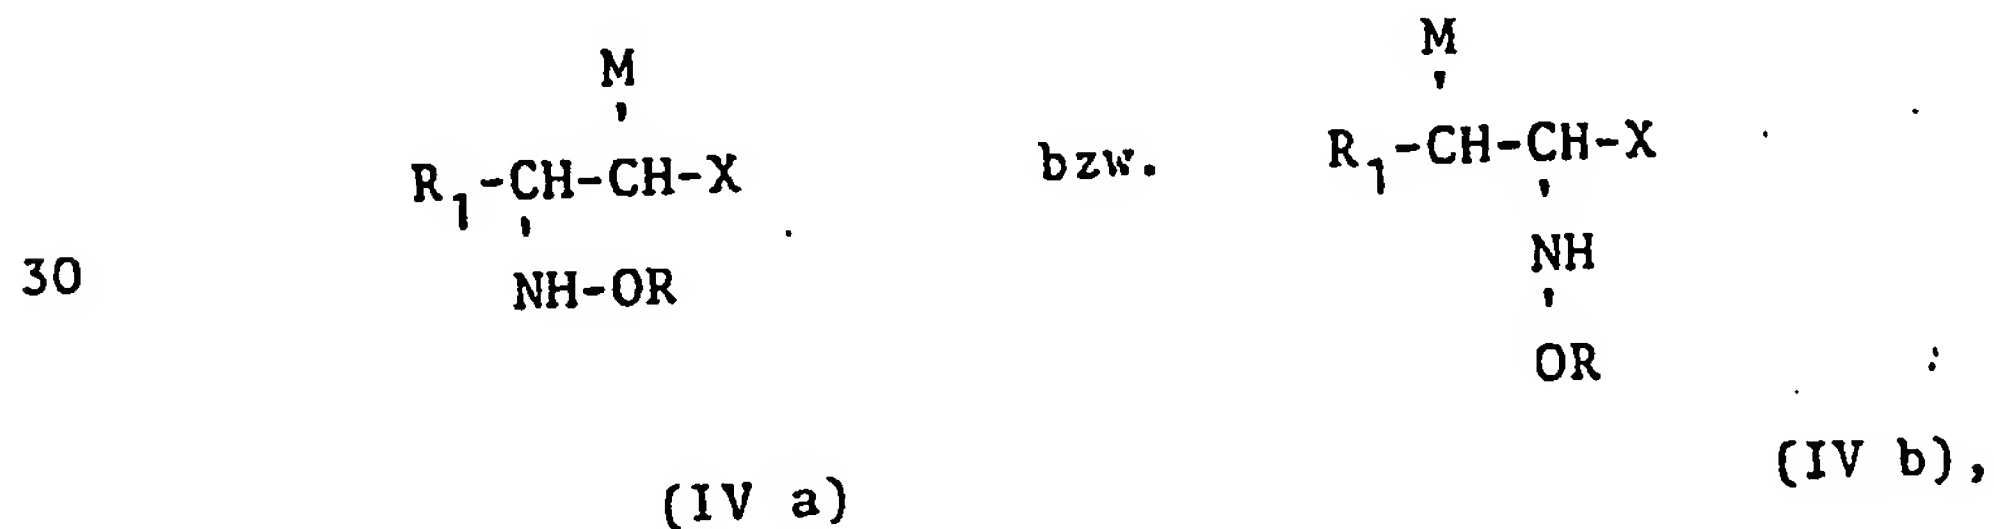 M M
R1-CH-CH-X bzw. R1-CH-CH-X
30 NH-OR NH
OR
(IV a) (IV b),